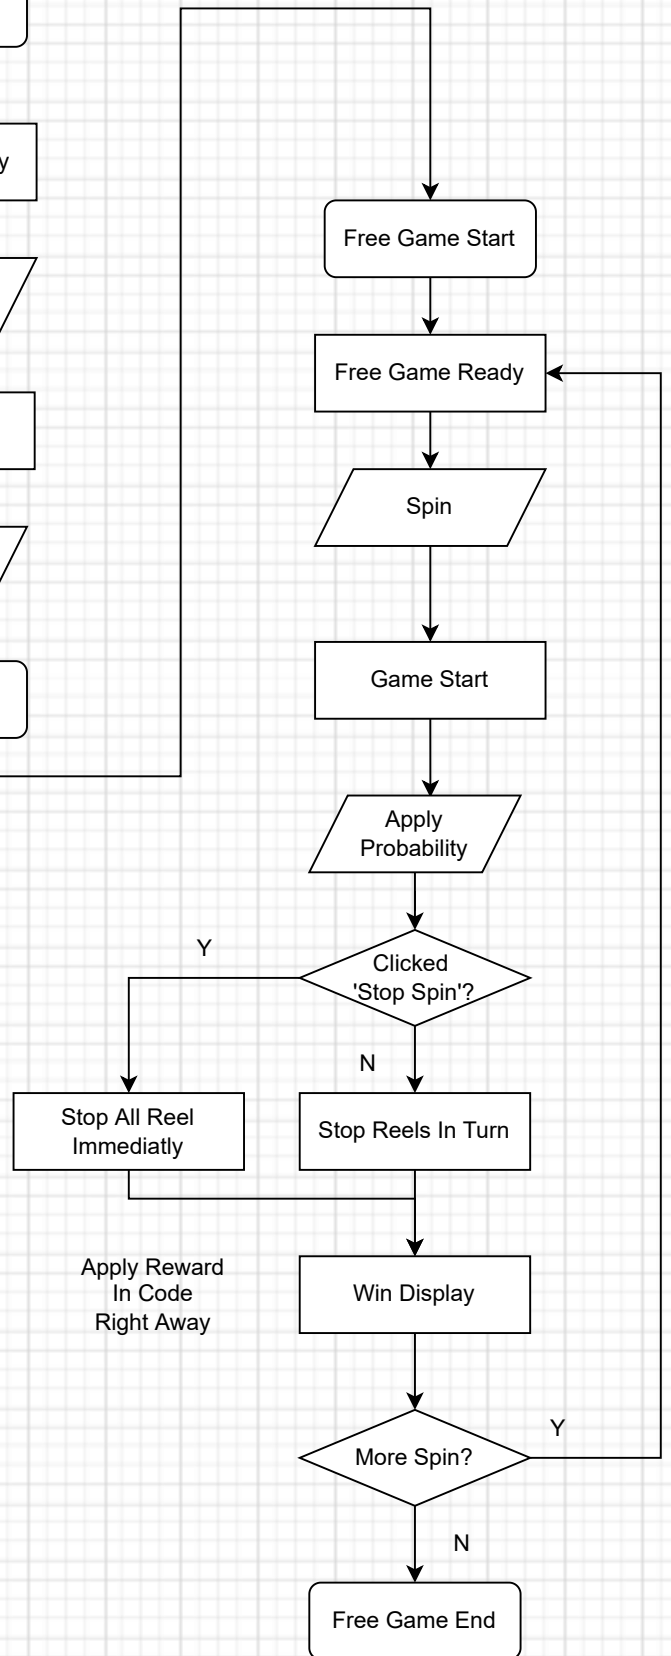 y
Free Game Start
Free Game Ready
Spin
Game Start
Apply
Probability
Clicked
'Stop Spin'?
Y
N
Stop All Reel
Immediatly
Stop Reels In Turn
Apply Reward
In Code
Right Away
Win Display
More Spin?
Y
N
Free Game End